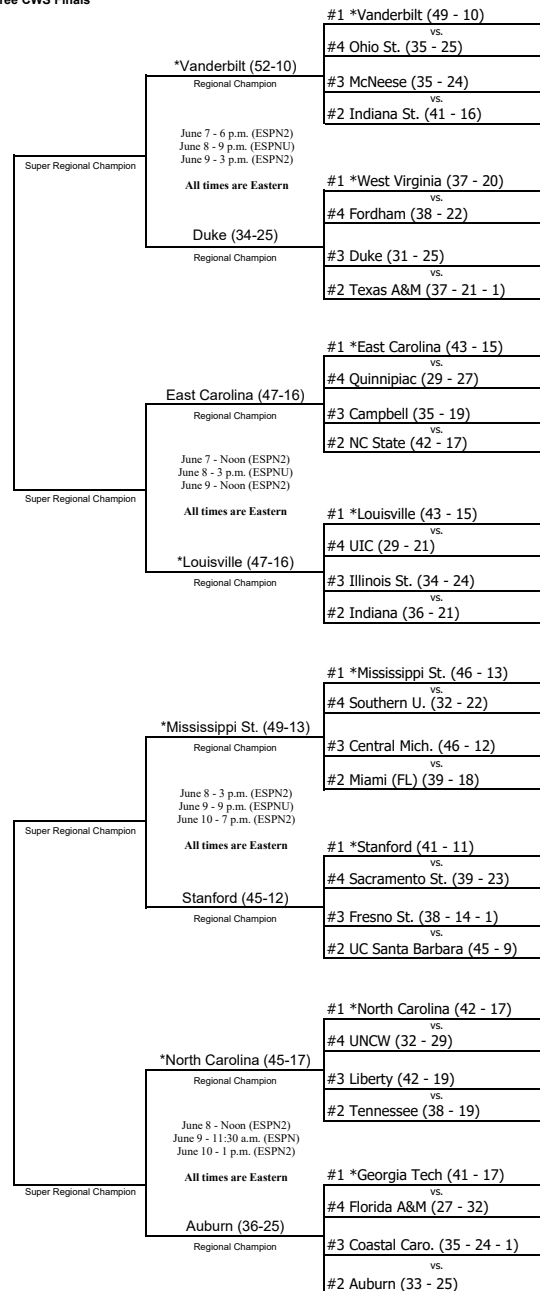 ree CWS Finals
#1 *Vanderbilt (49 - 10)
vs.
#4 Ohio St. (35 - 25)
*Vanderbilt (52-10)
Regional Champion
#3 McNeese (35 - 24)
vs.
#2 Indiana St. (41 - 16)
June 7 - 6 p.m. (ESPN2)
June 8 - 9 p.m. (ESPNU)
June 9 - 3 p.m. (ESPN2)
All times are Eastern
Super Regional Champion
#1 *West Virginia (37 - 20)
vs.
#4 Fordham (38 - 22)
Duke (34-25)
Regional Champion
#3 Duke (31 - 25)
vs.
#2 Texas A&M (37 - 21 - 1)
#1 *East Carolina (43 - 15)
vs.
#4 Quinnipiac (29 - 27)
East Carolina (47-16)
Regional Champion
#3 Campbell (35 - 19)
vs.
#2 NC State (42 - 17)
June 7 - Noon (ESPN2)
June 8 - 3 p.m. (ESPNU)
June 9 - Noon (ESPN2)
All times are Eastern
Super Regional Champion
#1 *Louisville (43 - 15)
vs.
#4 UIC (29 - 21)
*Louisville (47-16)
Regional Champion
#3 Illinois St. (34 - 24)
vs.
#2 Indiana (36 - 21)
#1 *Mississippi St. (46 - 13)
vs.
#4 Southern U. (32 - 22)
*Mississippi St. (49-13)
Regional Champion
#3 Central Mich. (46 - 12)
vs.
#2 Miami (FL) (39 - 18)
June 8 - 3 p.m. (ESPN2)
June 9 - 9 p.m. (ESPNU)
June 10 - 7 p.m. (ESPN2)
All times are Eastern
Super Regional Champion
#1 *Stanford (41 - 11)
vs.
#4 Sacramento St. (39 - 23)
Stanford (45-12)
Regional Champion
#3 Fresno St. (38 - 14 - 1)
vs.
#2 UC Santa Barbara (45 - 9)
#1 *North Carolina (42 - 17)
vs.
#4 UNCW (32 - 29)
*North Carolina (45-17)
Regional Champion
#3 Liberty (42 - 19)
vs.
#2 Tennessee (38 - 19)
June 8 - Noon (ESPN2)
June 9 - 11:30 a.m. (ESPN)
June 10 - 1 p.m. (ESPN2)
All times are Eastern
Super Regional Champion
#1 *Georgia Tech (41 - 17)
vs.
#4 Florida A&M (27 - 32)
Auburn (36-25)
Regional Champion
#3 Coastal Caro. (35 - 24 - 1)
vs.
#2 Auburn (33 - 25)